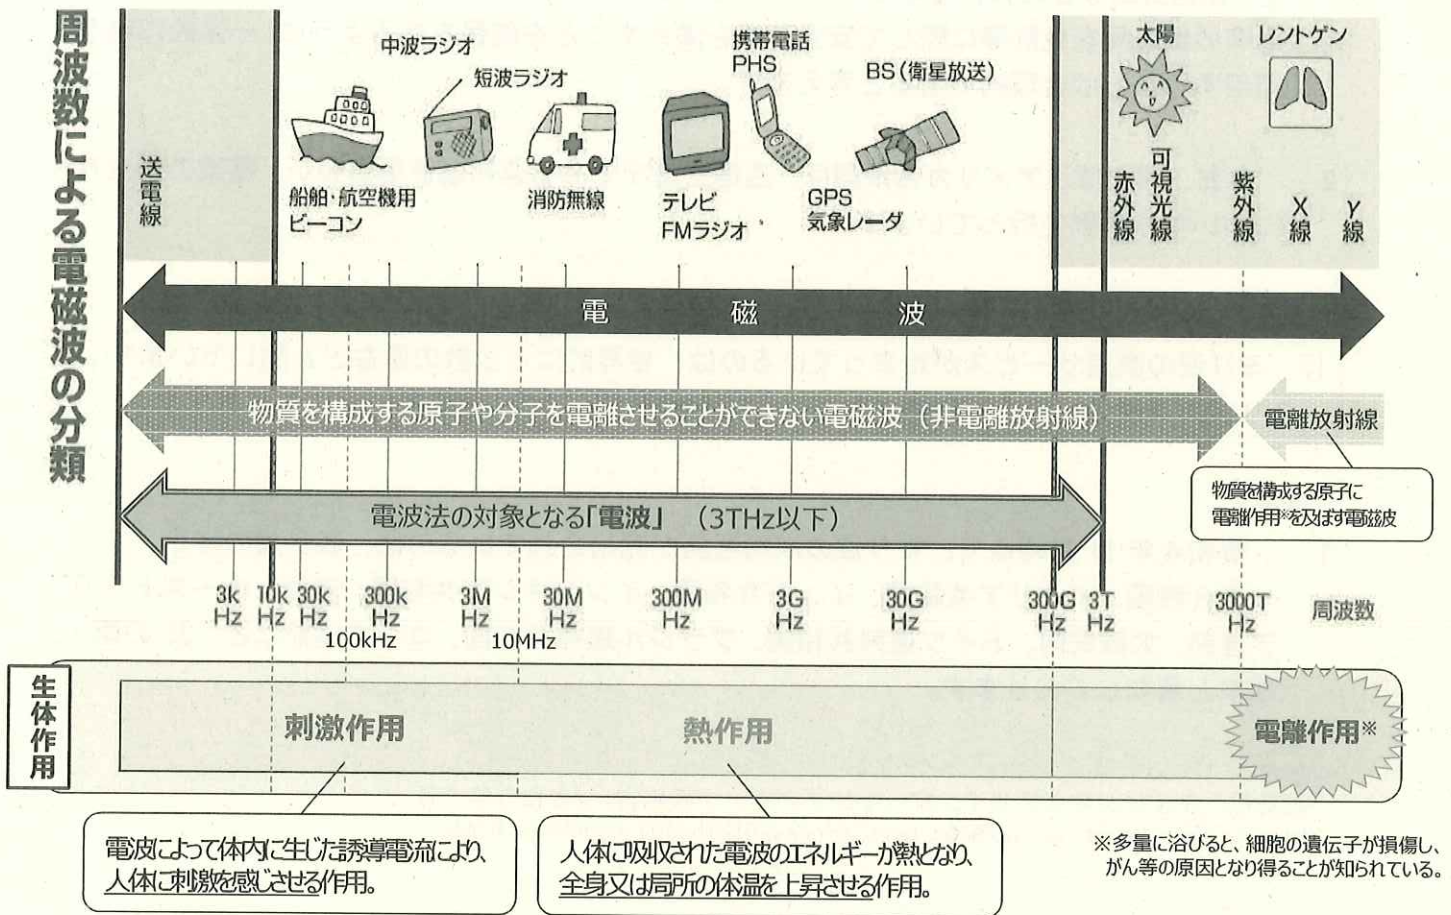 周波数による電磁波の分類
送電線
中波ラジオ
短波ラジオ
船舶・航空機用
ビーコン
消防無線
携帯電話
PHS
テレビ
FMラジオ
BS(衛星放送)
GPS
気象レーダ
太陽
レントゲン
赤外線
可視光線
紫外線
X線
γ線
電磁波
物質を構成する原子や分子を電離させることができない電磁波(非電離放射線)
電離放射線
物質を構成する原子に
電離作用※を及ぼす電磁波
電波法の対象となる「電波」 (3THz以下)
3k Hz
10k Hz
30k Hz
300k Hz
3M Hz
30M Hz
300M Hz
3G Hz
30G Hz
300G Hz
3T Hz
3000T Hz
周波数
100kHz
10MHz
生体作用
刺激作用
熱作用
電離作用※
電波によって体内に生じた誘導電流により、
人体に刺激を感じさせる作用。
人体に吸収された電波のエネルギーが熱となり、
全身又は局所の体温を上昇させる作用。
※多量に浴びると、細胞の遺伝子が損傷し、
がん等の原因となり得ることが知られている。